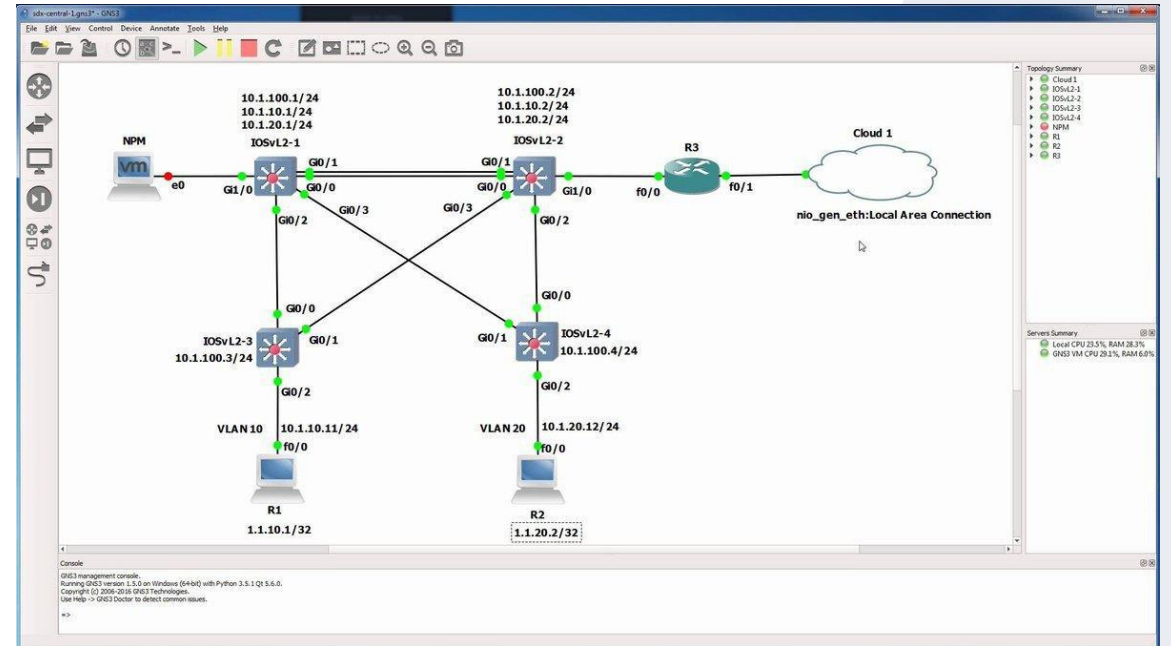 sdx-central-1.gns3* - GNS3
File Edit View Control Device Annotate Tools Help
10.1.100.1/24
10.1.10.1/24
10.1.20.1/24
IOSvL2-1
10.1.100.2/24
10.1.10.2/24
10.1.20.2/24
IOSvL2-2
NPM
vm
e0
Gi1/0
Gi0/1
Gi0/0
Gi0/3
Gi0/2
Gi0/1
Gi0/0
Gi0/3
Gi1/0
Gi0/2
R3
f0/0
f0/1
Cloud 1
nio_gen_eth:Local Area Connection
Gi0/0
IOSvL2-3
10.1.100.3/24
Gi0/1
Gi0/2
Gi0/0
Gi0/1
IOSvL2-4
10.1.100.4/24
Gi0/2
VLAN 10
10.1.10.11/24
f0/0
R1
1.1.10.1/32
VLAN 20
10.1.20.12/24
f0/0
R2
1.1.20.2/32
Topology Summary
Cloud 1
IOSvL2-1
IOSvL2-2
IOSvL2-3
IOSvL2-4
NPM
R1
R2
R3
Servers Summary
Local CPU 23.5%, RAM 28.3%
GNS3 VM CPU 29.1%, RAM 6.0%
Console
GNS3 management console.
Running GNS3 version 1.5.0 on Windows (64-bit) with Python 3.5.1 Qt 5.6.0.
Copyright (c) 2006-2016 GNS3 Technologies.
Use Help -> GNS3 Doctor to detect common issues.
=>